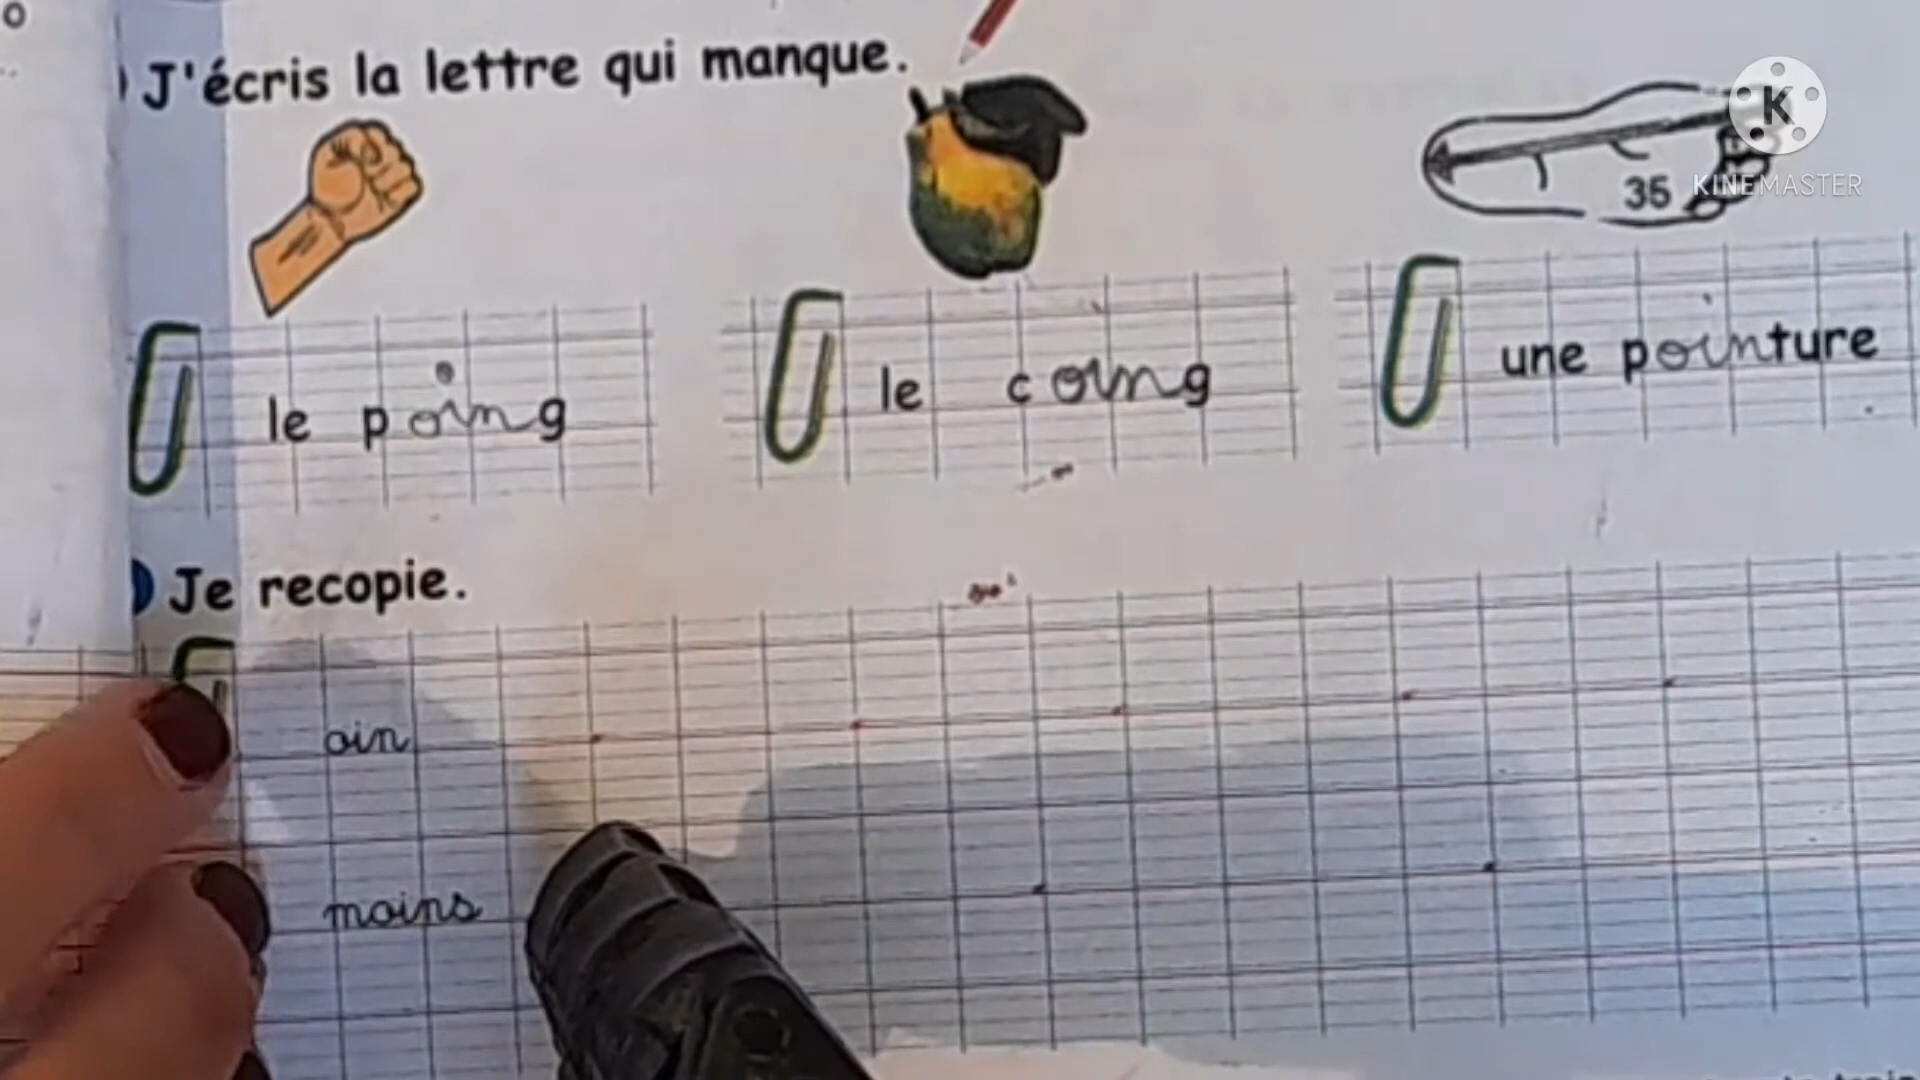 J'écris la lettre qui manque.
K
35
KINEMASTER
le poing
le coing
une pointure
Je recopie.
oin
moins